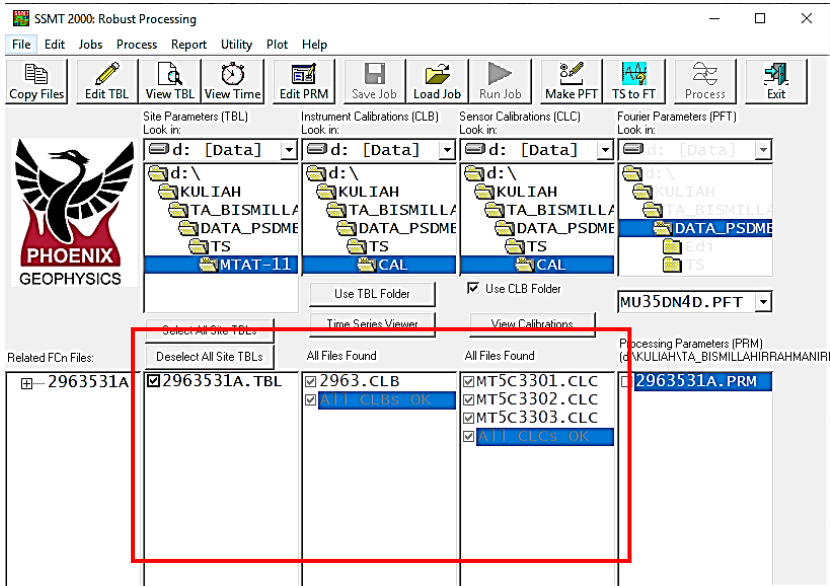 SSMT 2000: Robust Processing
File Edit Jobs Process Report Utility Plot Help
Copy Files Edit TBL View TBL View Time Edit PRM Save Job Load Job Run Job Make PFT TS to FT Process Exit
Site Parameters (TBL) Instrument Calibrations (CLB) Sensor Calibrations (CLC) Fourier Parameters (PFT)
Look in: Look in: Look in: Look in:
d: [Data] d: [Data] d: [Data] d: [Data]
d:\ d:\ d:\ d:\
KULIAH KULIAH KULIAH KULIAH
TA_BISMILLA TA_BISMILLA TA_BISMILLA TA_BISMILLA
DATA_PSDME DATA_PSDME DATA_PSDME DATA_PSDME
TS TS TS Edi
MTAT-11 CAL CAL TS
PHOENIX
GEOPHYSICS
Use TBL Folder Use CLB Folder
MU35DN4D.PFT
Select All Site TBLs Time Series Viewer View Calibrations
Processing Parameters (PRM)
Related FCn Files: Deselect All Site TBLs All Files Found All Files Found (d:\KULIAH\TA_BISMILLAHIRRAHMANIRI
2963531A 2963531A.TBL 2963.CLB MT5C3301.CLC 2963531A.PRM
All CLBs OK MT5C3302.CLC
MT5C3303.CLC
All CLCs OK